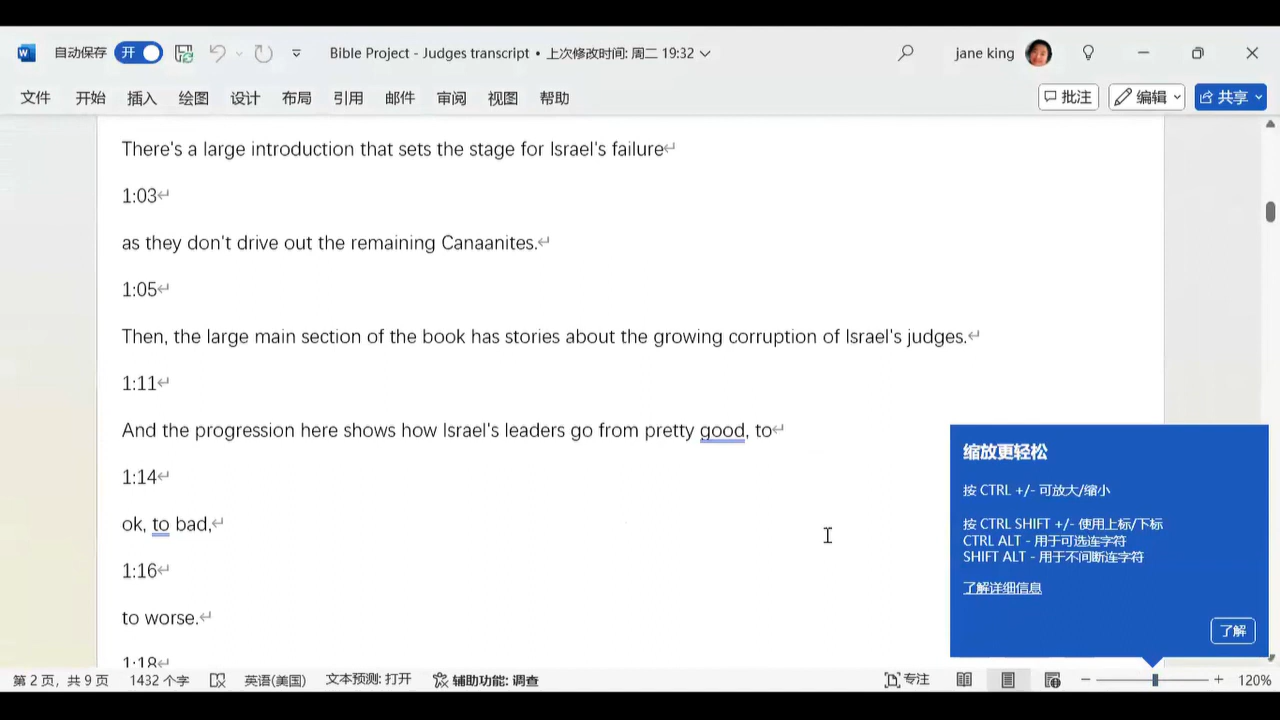 自动保存 开 Bible Project - Judges transcript • 上次修改时间: 周二 19:32 jane king
文件 开始 插入 绘图 设计 布局 引用 邮件 审阅 视图 帮助 批注 编辑 共享
There's a large introduction that sets the stage for Israel's failure
1:03
as they don't drive out the remaining Canaanites.
1:05
Then, the large main section of the book has stories about the growing corruption of Israel's judges.
1:11
And the progression here shows how Israel's leaders go from pretty good, to
1:14
ok, to bad,
1:16
to worse.
1:18
缩放更轻松
按 CTRL +/- 可放大/缩小
按 CTRL SHIFT +/- 使用上标/下标
CTRL ALT - 用于可选连字符
SHIFT ALT - 用于不间断连字符
了解详细信息
了解
第 2 页，共 9 页 1432 个字 英语(美国) 文本预测: 打开 辅助功能: 调查 专注 120%